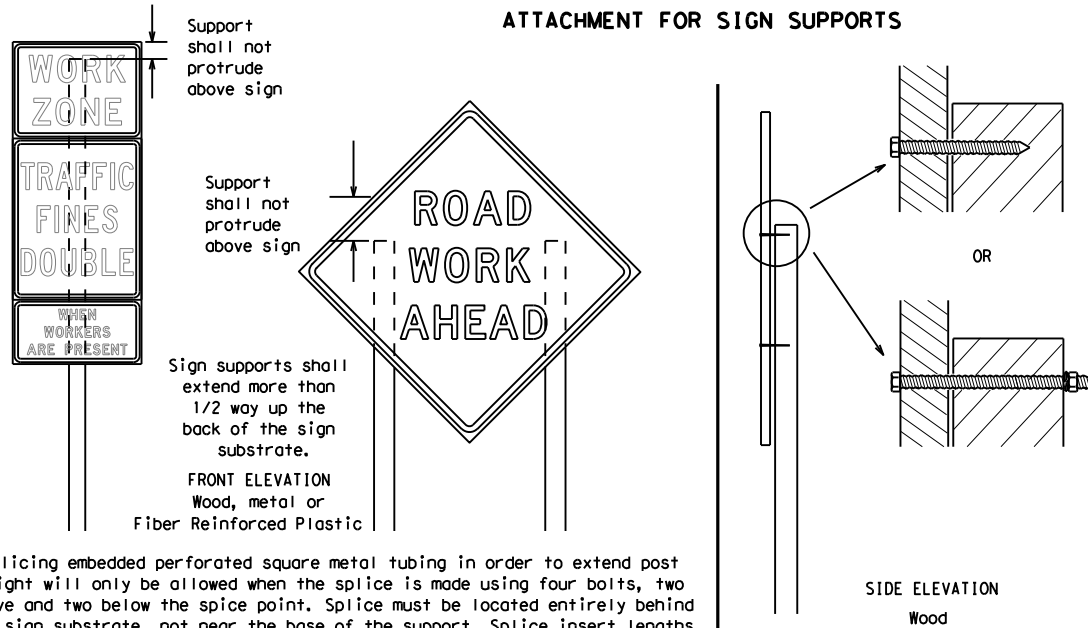 ATTACHMENT FOR SIGN SUPPORTS
Support
shall not
protrude
above sign
WORK
ZONE
TRAFFIC
FINES
DOUBLE
WHEN
WORKERS
ARE PRESENT
Support
shall not
protrude
above sign
ROAD
WORK
AHEAD
Sign supports shall
extend more than
1/2 way up the
back of the sign
substrate.
FRONT ELEVATION
Wood, metal or
Fiber Reinforced Plastic
OR
SIDE ELEVATION
Wood
licing embedded perforated square metal tubing in order to extend post
ight will only be allowed when the splice is made using four bolts, two
ve and two below the spice point. Splice must be located entirely behind
sign substrate, not near the base of the support. Splice insert lengths